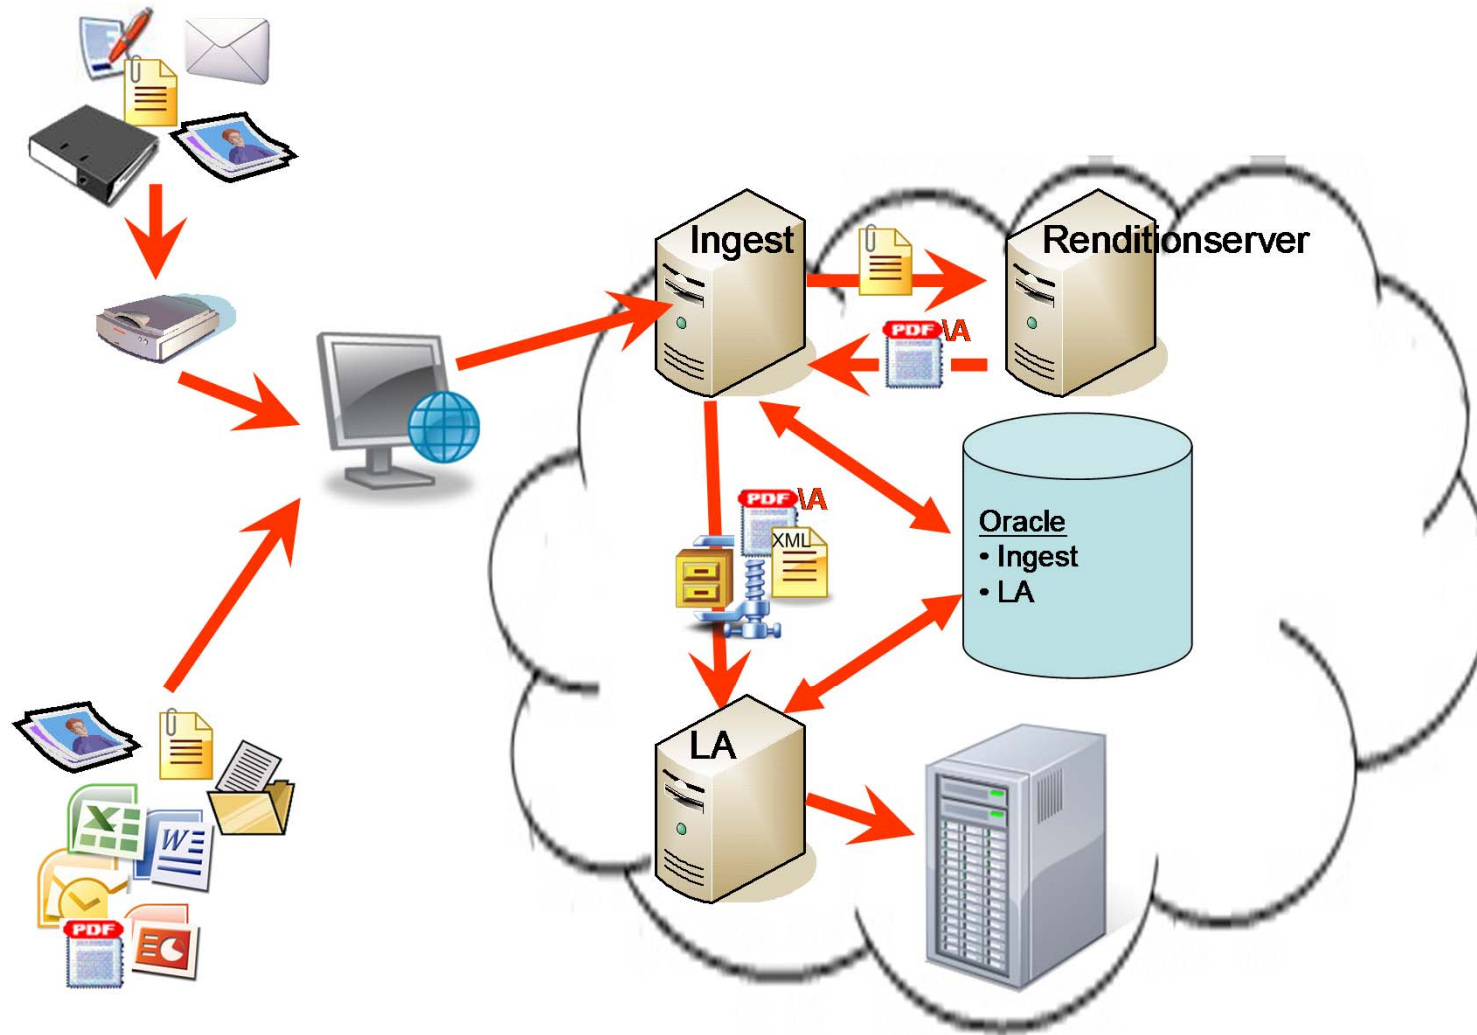 Ingest
Renditionserver
PDF \A
PDF \A
XML
Oracle
• Ingest
• LA
LA
X
W
PDF